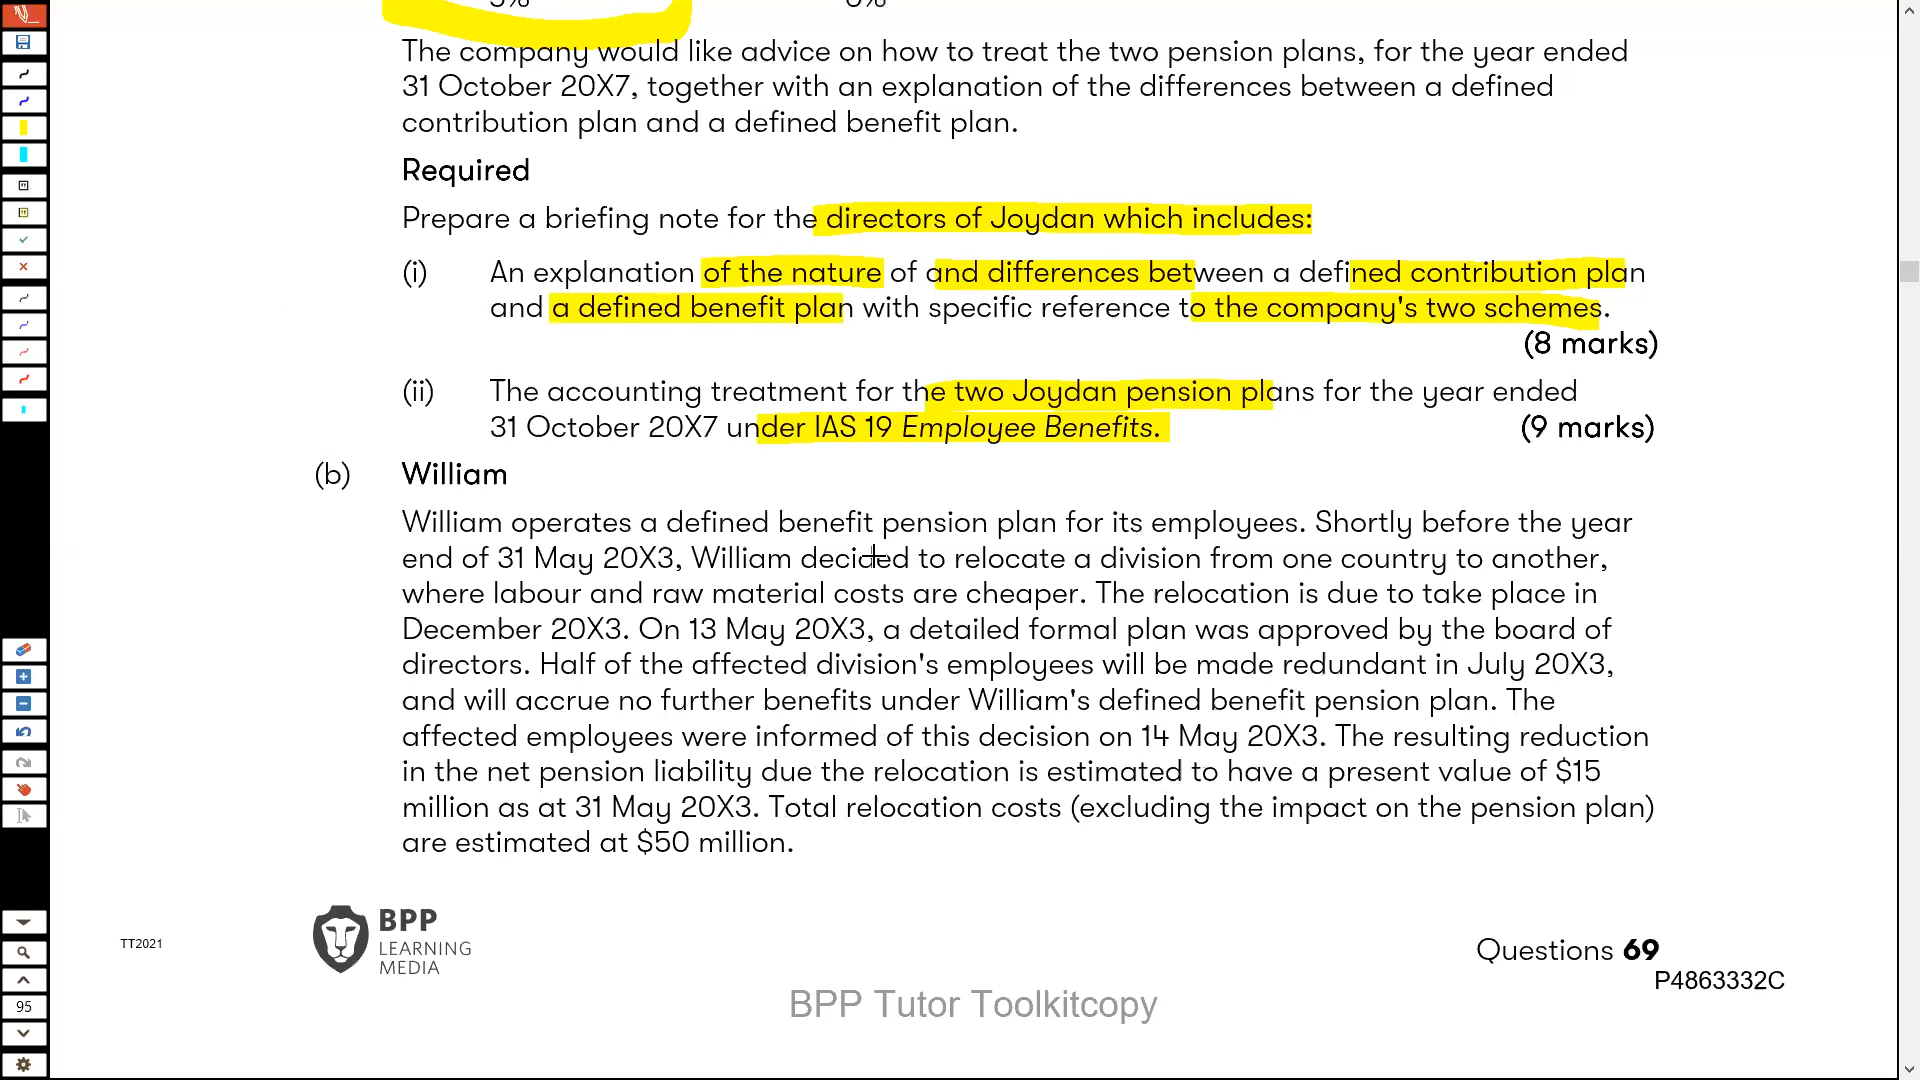 5% 6%
The company would like advice on how to treat the two pension plans, for the year ended
31 October 20X7, together with an explanation of the differences between a defined
contribution plan and a defined benefit plan.
Required
Prepare a briefing note for the directors of Joydan which includes:
(i) An explanation of the nature of and differences between a defined contribution plan
and a defined benefit plan with specific reference to the company's two schemes.
(8 marks)
(ii) The accounting treatment for the two Joydan pension plans for the year ended
31 October 20X7 under IAS 19 Employee Benefits. (9 marks)
(b) William
William operates a defined benefit pension plan for its employees. Shortly before the year
end of 31 May 20X3, William decided to relocate a division from one country to another,
where labour and raw material costs are cheaper. The relocation is due to take place in
December 20X3. On 13 May 20X3, a detailed formal plan was approved by the board of
directors. Half of the affected division's employees will be made redundant in July 20X3,
and will accrue no further benefits under William's defined benefit pension plan. The
affected employees were informed of this decision on 14 May 20X3. The resulting reduction
in the net pension liability due the relocation is estimated to have a present value of $15
million as at 31 May 20X3. Total relocation costs (excluding the impact on the pension plan)
are estimated at $50 million.
TT2021
BPP
LEARNING
MEDIA
Questions 69
P4863332C
BPP Tutor Toolkitcopy
95